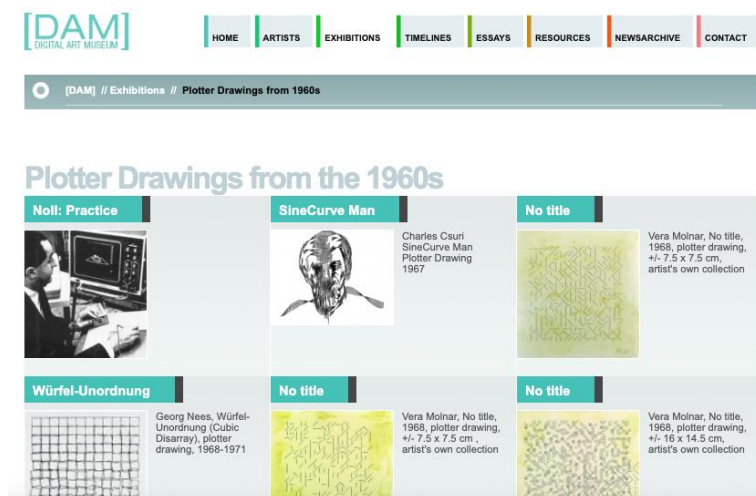 [DAM]
DIGITAL ART MUSEUM
HOME
ARTISTS
EXHIBITIONS
TIMELINES
ESSAYS
RESOURCES
NEWSARCHIVE
CONTACT
[DAM] // Exhibitions // Plotter Drawings from 1960s
Plotter Drawings from the 1960s
Noll: Practice
SineCurve Man
Charles Csuri
SineCurve Man
Plotter Drawing
1967
No title
Vera Molnar, No title,
1968, plotter drawing,
+/- 7.5 x 7.5 cm,
artist's own collection
Würfel-Unordnung
Georg Nees, Würfel-
Unordnung (Cubic
Disarray), plotter
drawing, 1968-1971
No title
Vera Molnar, No title,
1968, plotter drawing,
+/- 7.5 x 7.5 cm ,
artist's own collection
No title
Vera Molnar, No title,
1968, plotter drawing,
+/- 16 x 14.5 cm,
artist's own collection